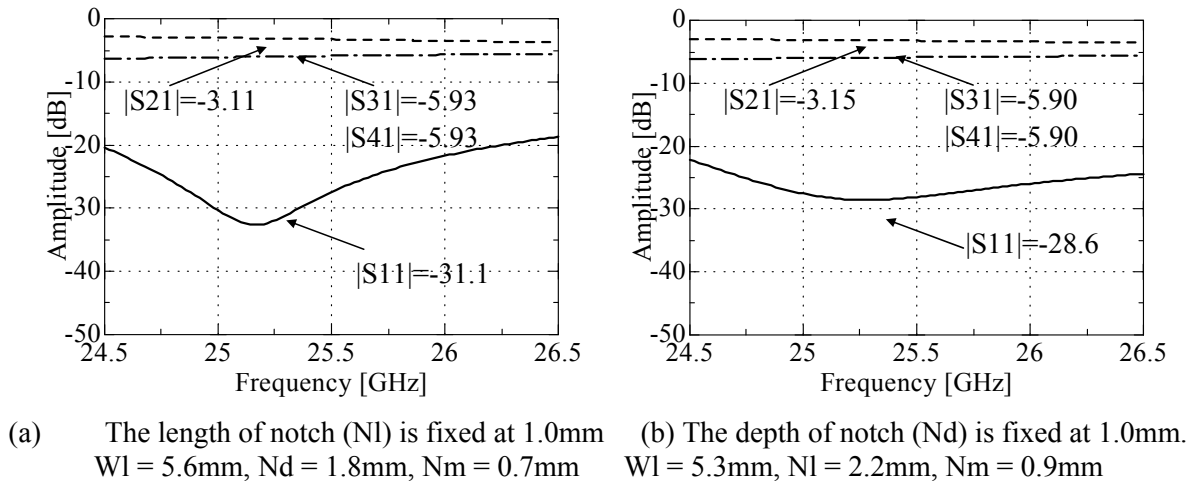 0
-10
-20
-30
-40
-50
Amplitude [dB]
|S21|=-3.11
|S31|=-5.93
|S41|=-5.93
|S11|=-31.1
24.5 25 25.5 26 26.5
Frequency [GHz]
0
-10
-20
-30
-40
-50
Amplitude [dB]
|S21|=-3.15
|S31|=-5.90
|S41|=-5.90
|S11|=-28.6
24.5 25 25.5 26 26.5
Frequency [GHz]
(a) The length of notch (Nl) is fixed at 1.0mm
Wl = 5.6mm, Nd = 1.8mm, Nm = 0.7mm
(b) The depth of notch (Nd) is fixed at 1.0mm.
Wl = 5.3mm, Nl = 2.2mm, Nm = 0.9mm